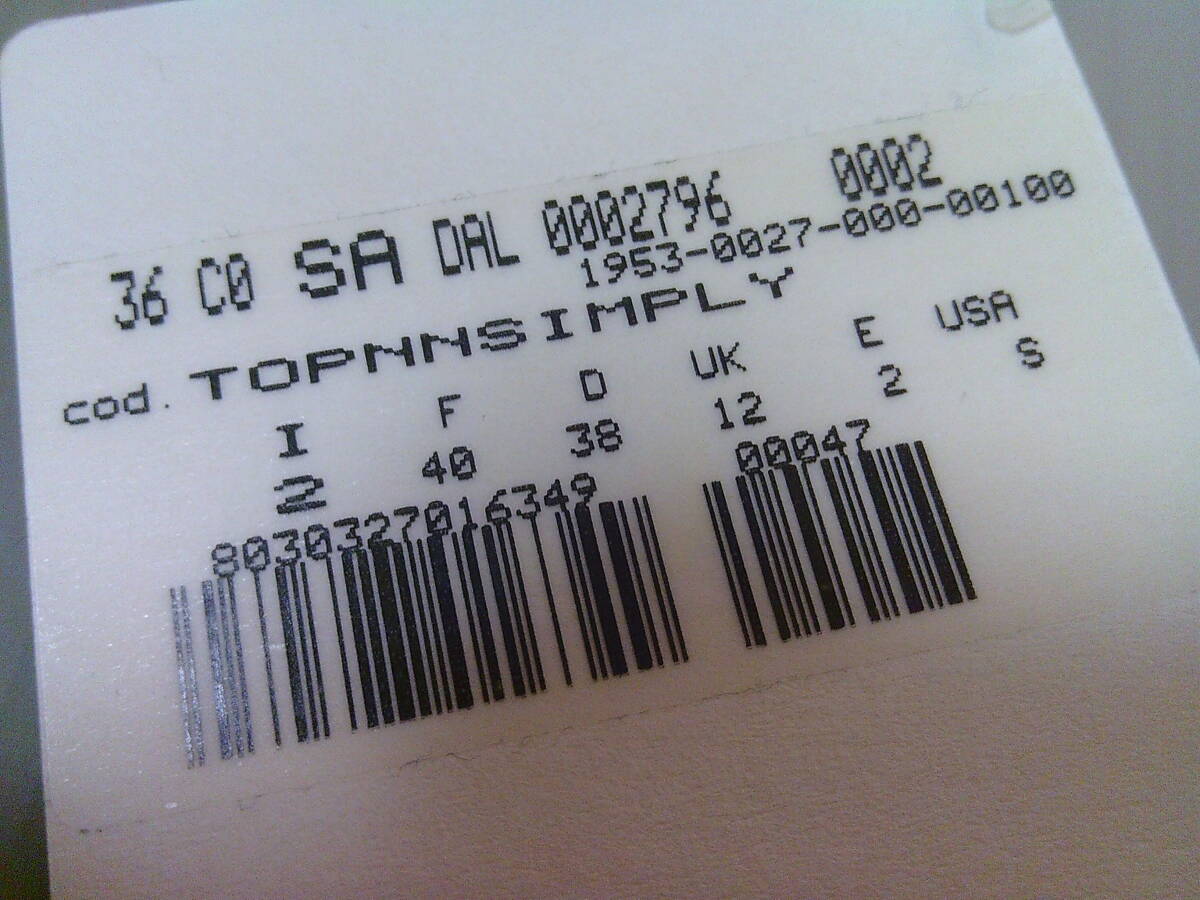 36 C0 SA DAL 0002796 0002
1953-0027-000-00100
cod. TOPNNSIMPLY
I F D UK E USA
2 40 38 12 2 S
8030327016349 00047